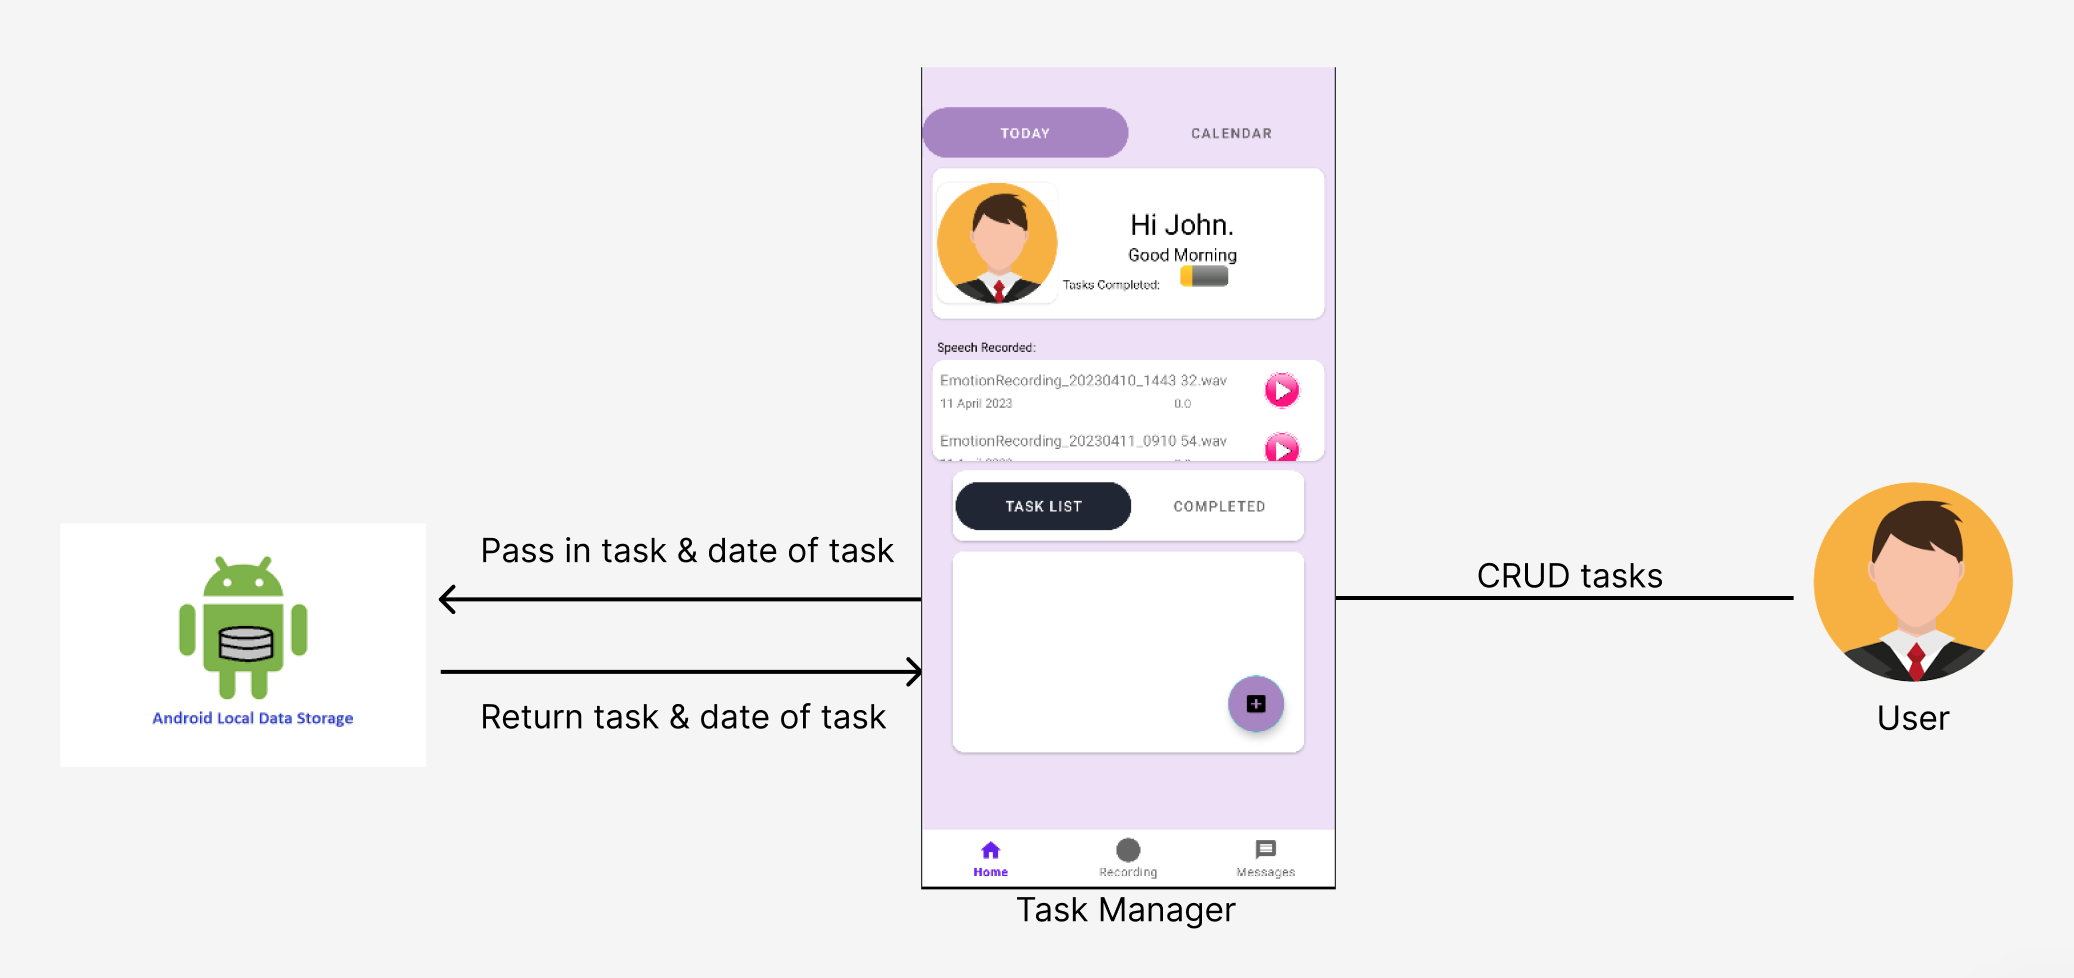 TODAY
CALENDAR
Hi John.
Good Morning
Tasks Completed:
Speech Recorded:
EmotionRecording_20230410_1443 32.wav
11 April 2023
0.0
EmotionRecording_20230411_0910 54.wav
TASK LIST
COMPLETED
Pass in task & date of task
CRUD tasks
Android Local Data Storage
Return task & date of task
User
Home
Recording
Messages
Task Manager